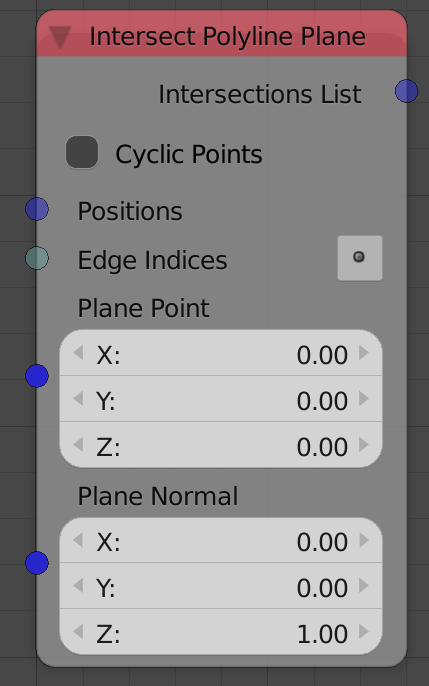 Intersect Polyline Plane
Intersections List
Cyclic Points
Positions
Edge Indices
Plane Point
X: 0.00
Y: 0.00
Z: 0.00
Plane Normal
X: 0.00
Y: 0.00
Z: 1.00